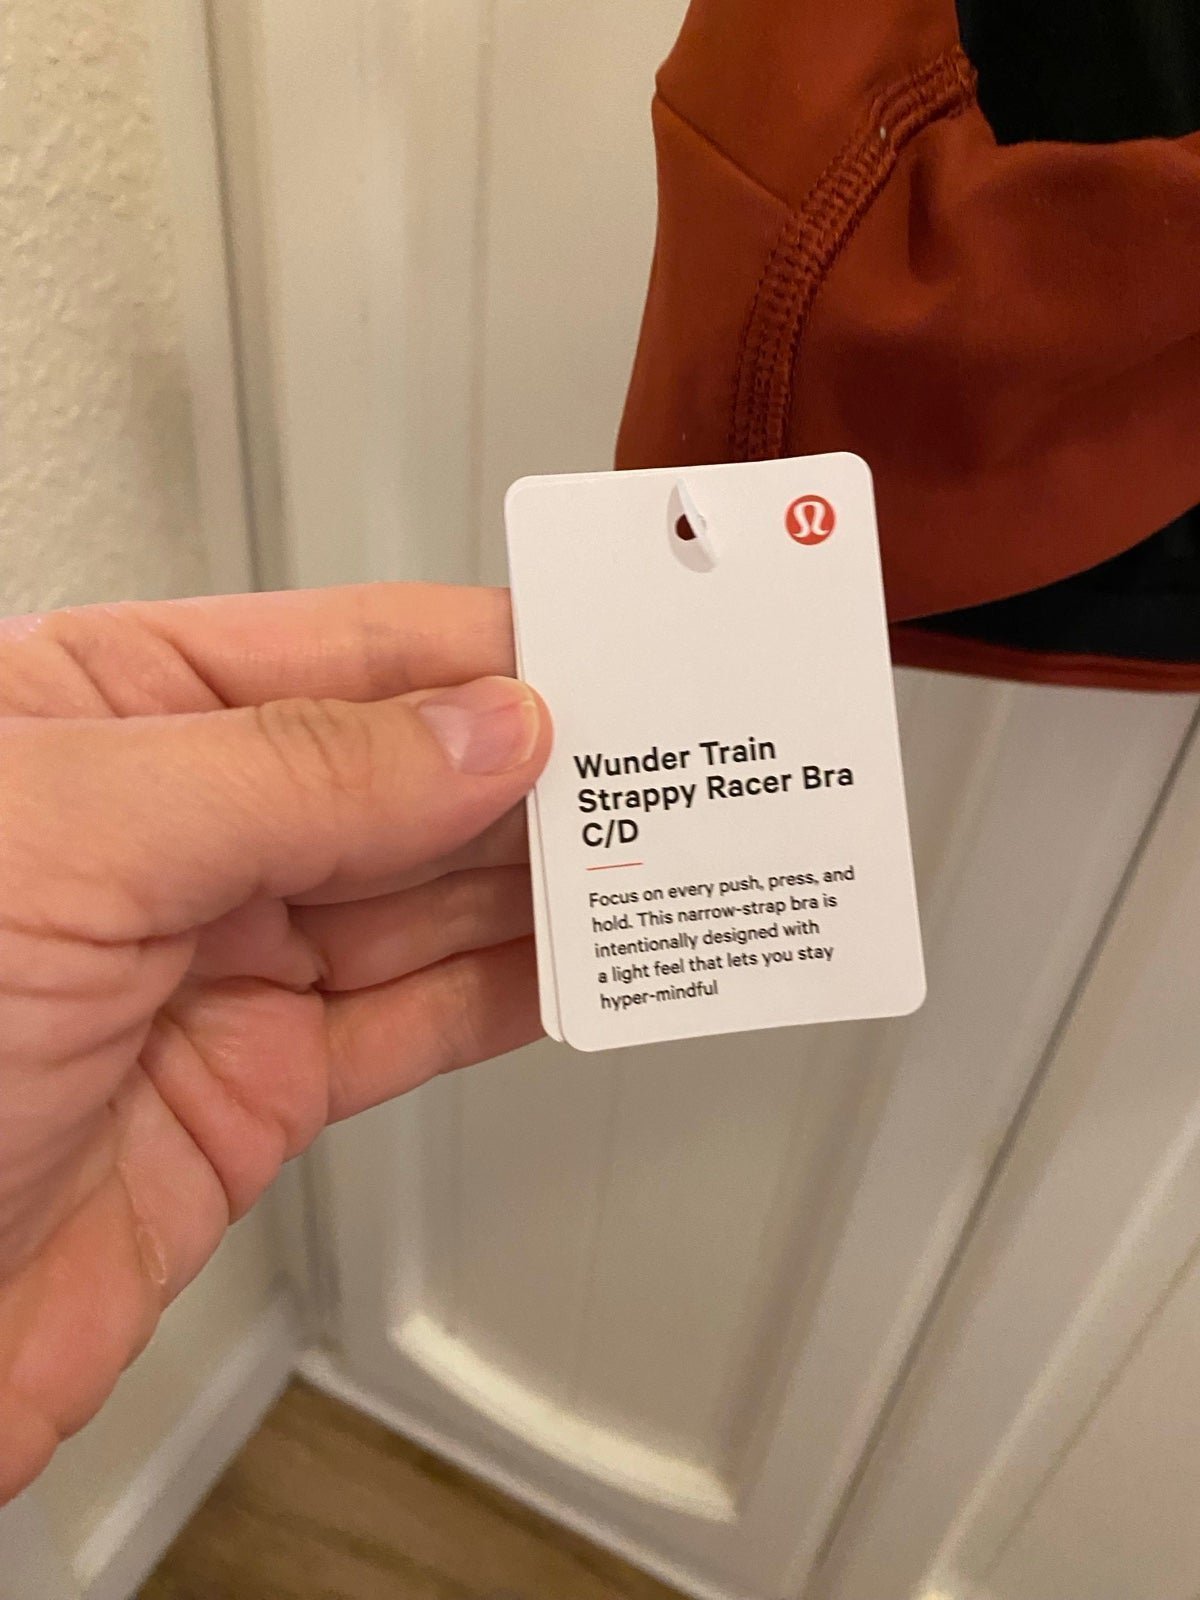 Wunder Train
Strappy Racer Bra
C/D
Focus on every push, press, and
hold. This narrow-strap bra is
intentionally designed with
a light feel that lets you stay
hyper-mindful